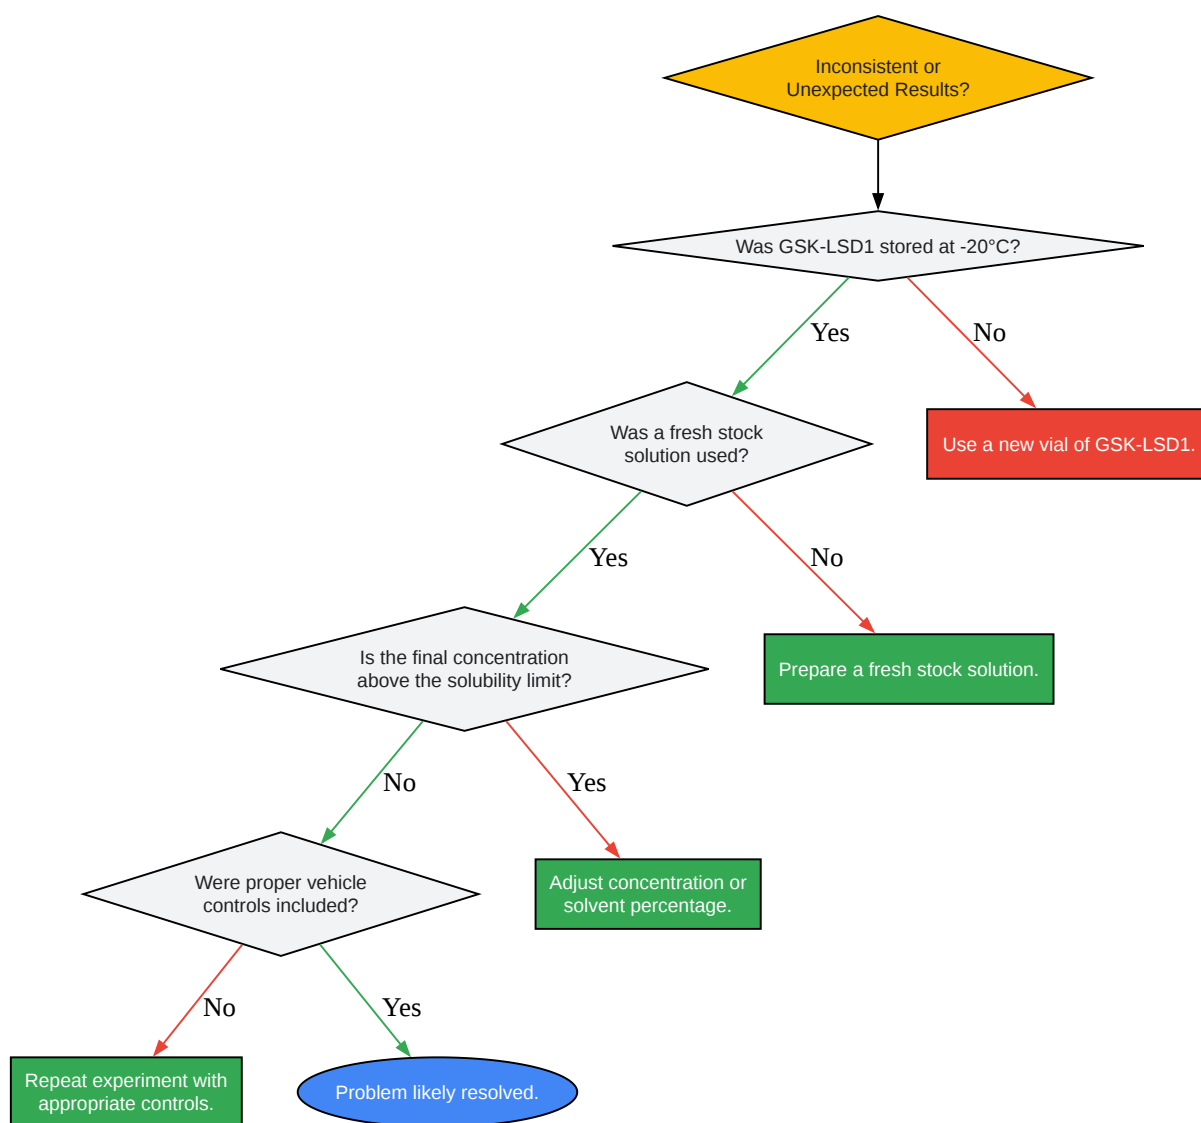 Inconsistent or
Unexpected Results?
Was GSK-LSD1 stored at -20°C?
Yes
No
Was a fresh stock
solution used?
Use a new vial of GSK-LSD1.
Yes
No
Is the final concentration
above the solubility limit?
Prepare a fresh stock solution.
No
Yes
Were proper vehicle
controls included?
Adjust concentration or
solvent percentage.
No
Yes
Repeat experiment with
appropriate controls.
Problem likely resolved.